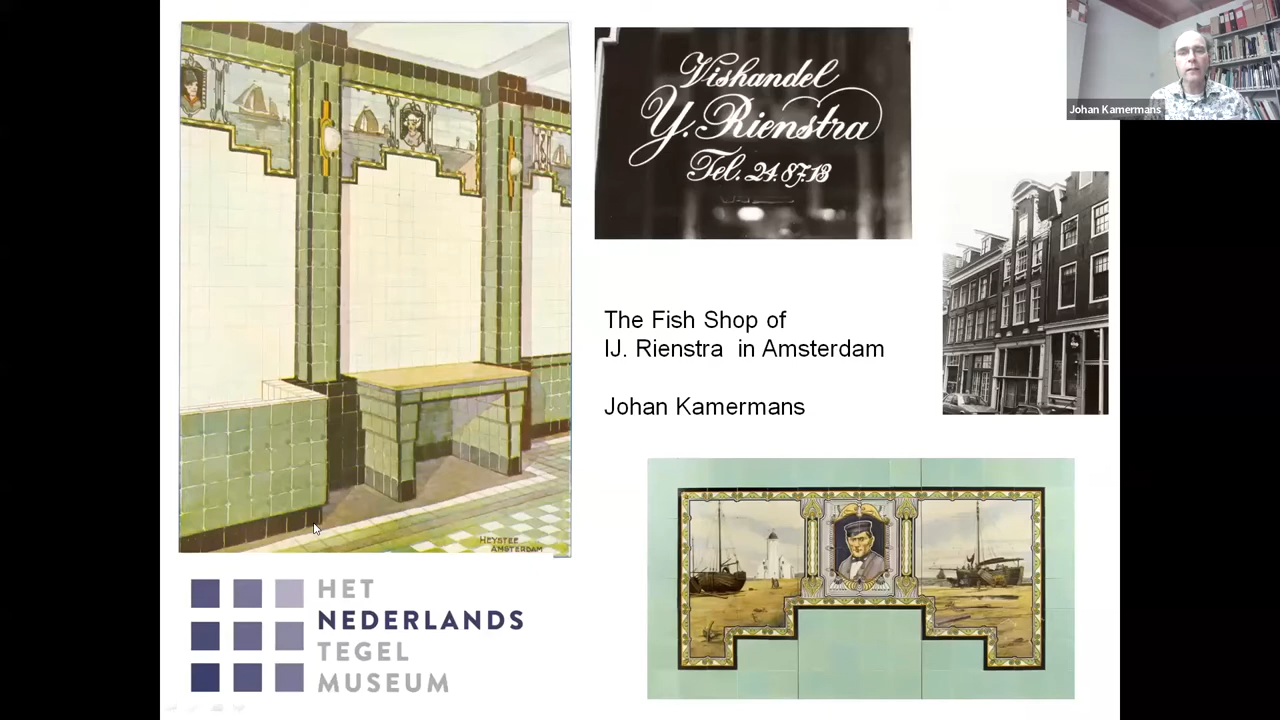 Vishandel
Y. Rienstra
Tel. 24.87.13
Johan Kamermans
The Fish Shop of
IJ. Rienstra in Amsterdam
Johan Kamermans
HEYSTEE
AMSTERDAM
HET
NEDERLANDS
TEGEL
MUSEUM